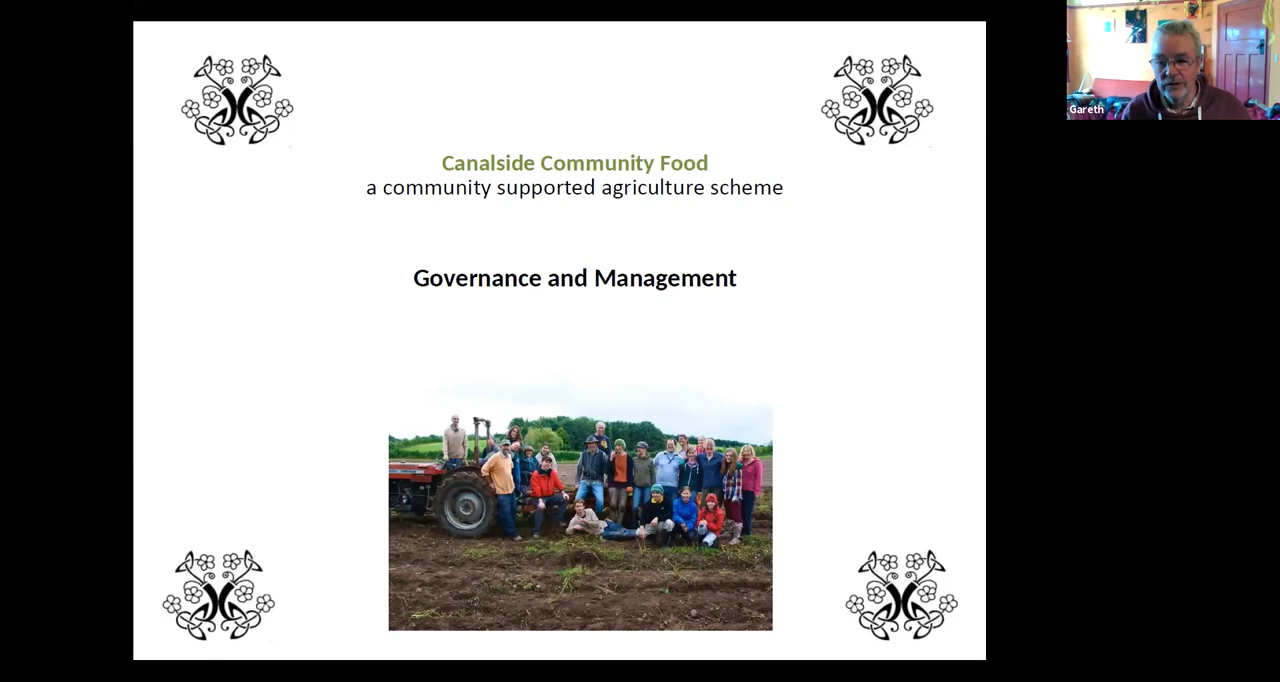 Canalside Community Food
a community supported agriculture scheme
Governance and Management
Gareth